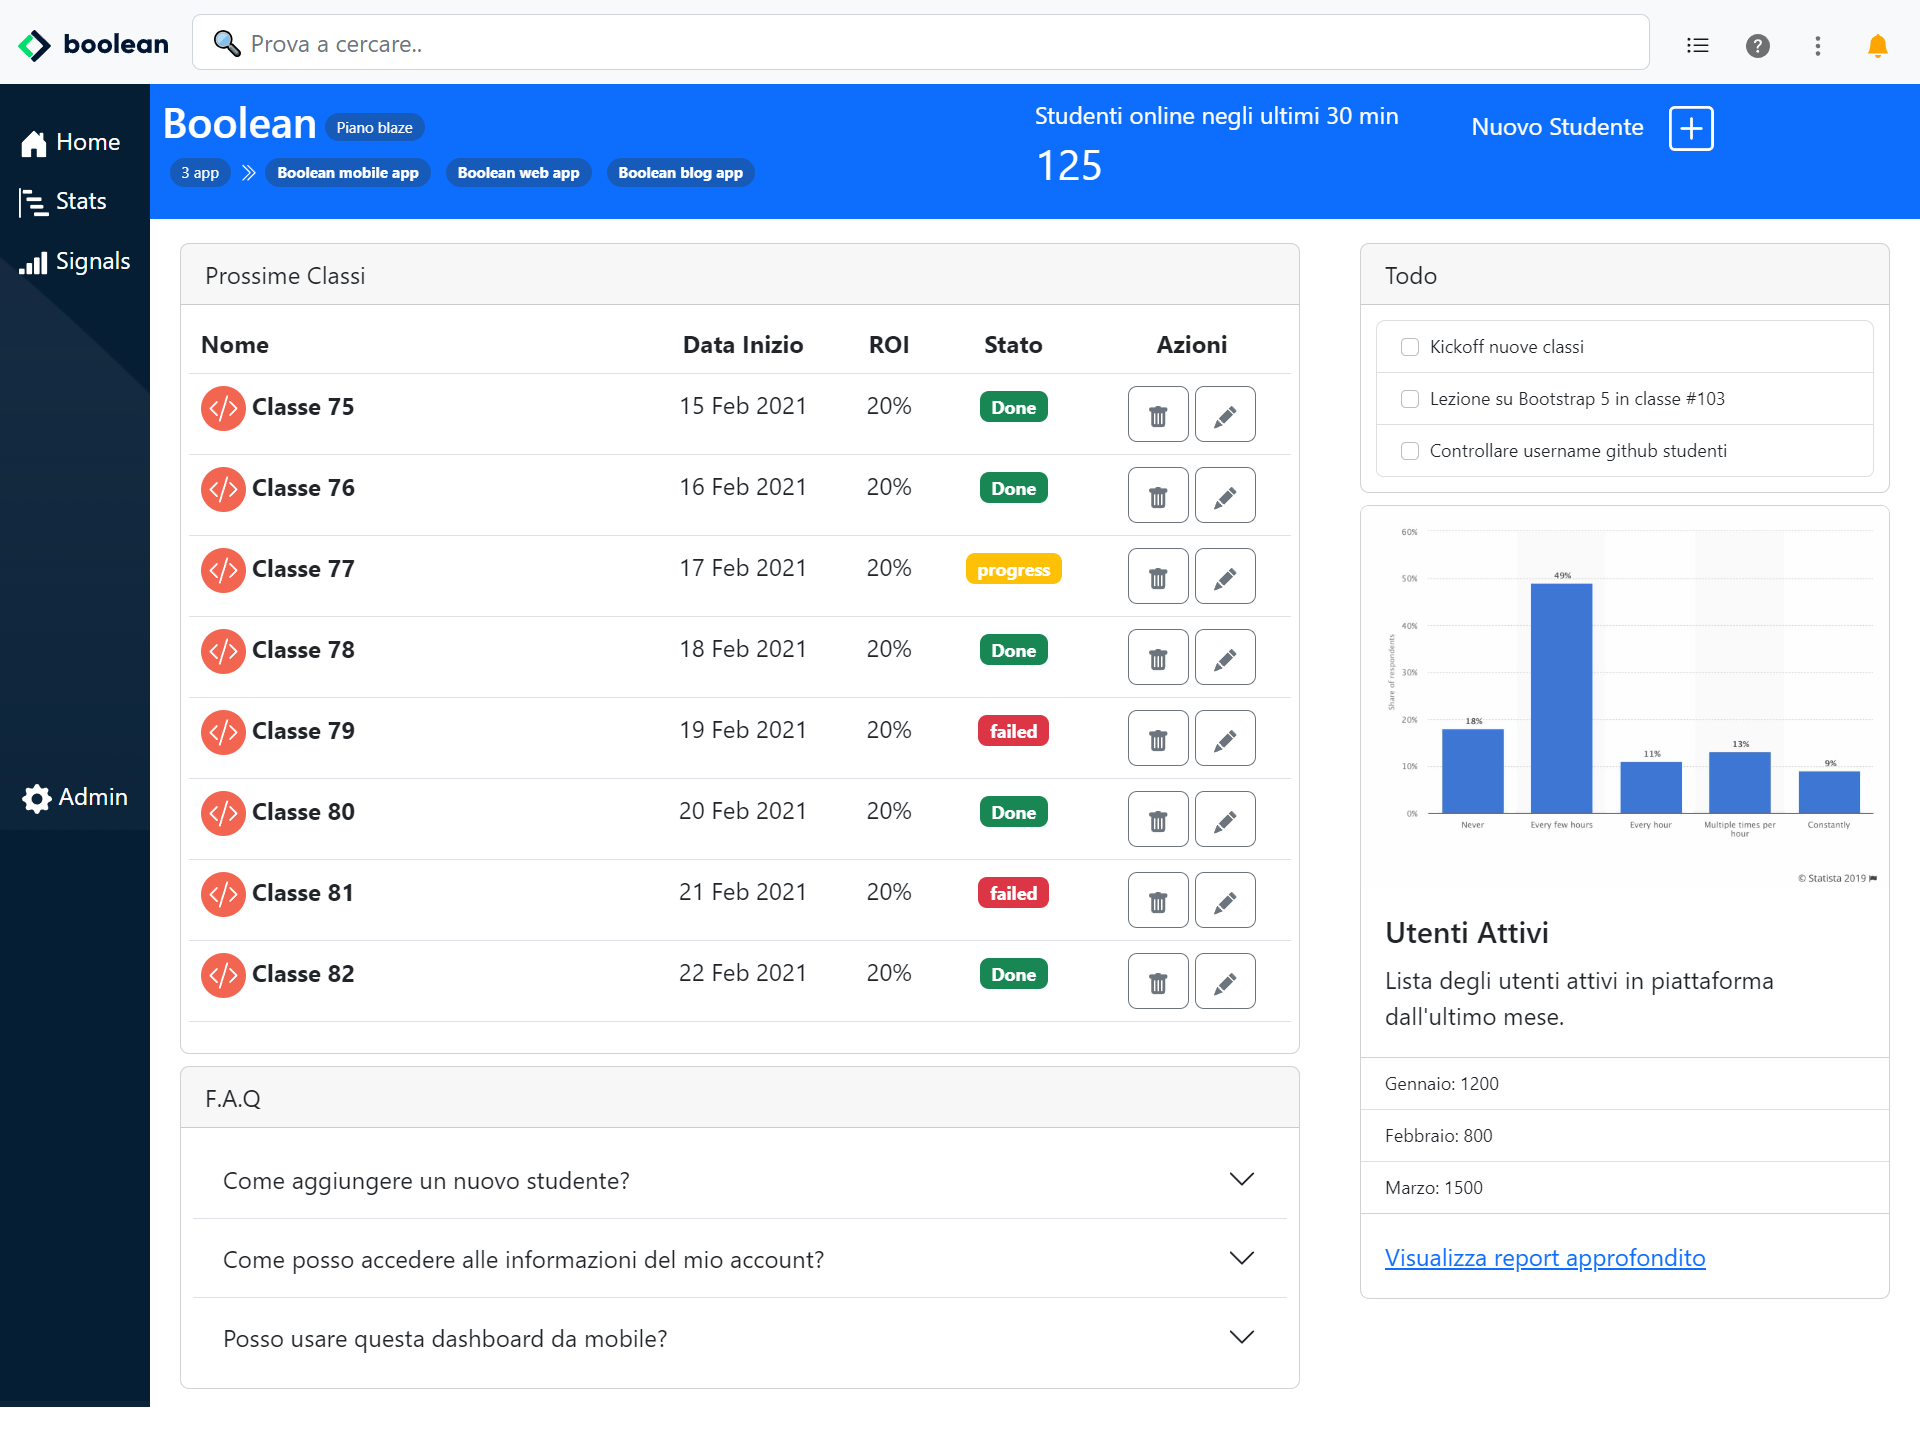 boolean
Prova a cercare..
Home
Stats
Signals
Admin
Boolean Piano blaze
3 app Boolean mobile app Boolean web app Boolean blog app
Studenti online negli ultimi 30 min
125
Nuovo Studente
Prossime Classi
Nome Data Inizio ROI Stato Azioni
Classe 75 15 Feb 2021 20% Done
Classe 76 16 Feb 2021 20% Done
Classe 77 17 Feb 2021 20% progress
Classe 78 18 Feb 2021 20% Done
Classe 79 19 Feb 2021 20% failed
Classe 80 20 Feb 2021 20% Done
Classe 81 21 Feb 2021 20% failed
Classe 82 22 Feb 2021 20% Done
F.A.Q
Come aggiungere un nuovo studente?
Come posso accedere alle informazioni del mio account?
Posso usare questa dashboard da mobile?
Todo
Kickoff nuove classi
Lezione su Bootstrap 5 in classe #103
Controllare username github studenti
Share of respondents
60%
50%
40%
30%
20%
10%
0%
18%
49%
11%
13%
9%
Never
Every few hours
Every hour
Multiple times per
hour
Constantly
© Statista 2019
Utenti Attivi
Lista degli utenti attivi in piattaforma
dall'ultimo mese.
Gennaio: 1200
Febbraio: 800
Marzo: 1500
Visualizza report approfondito